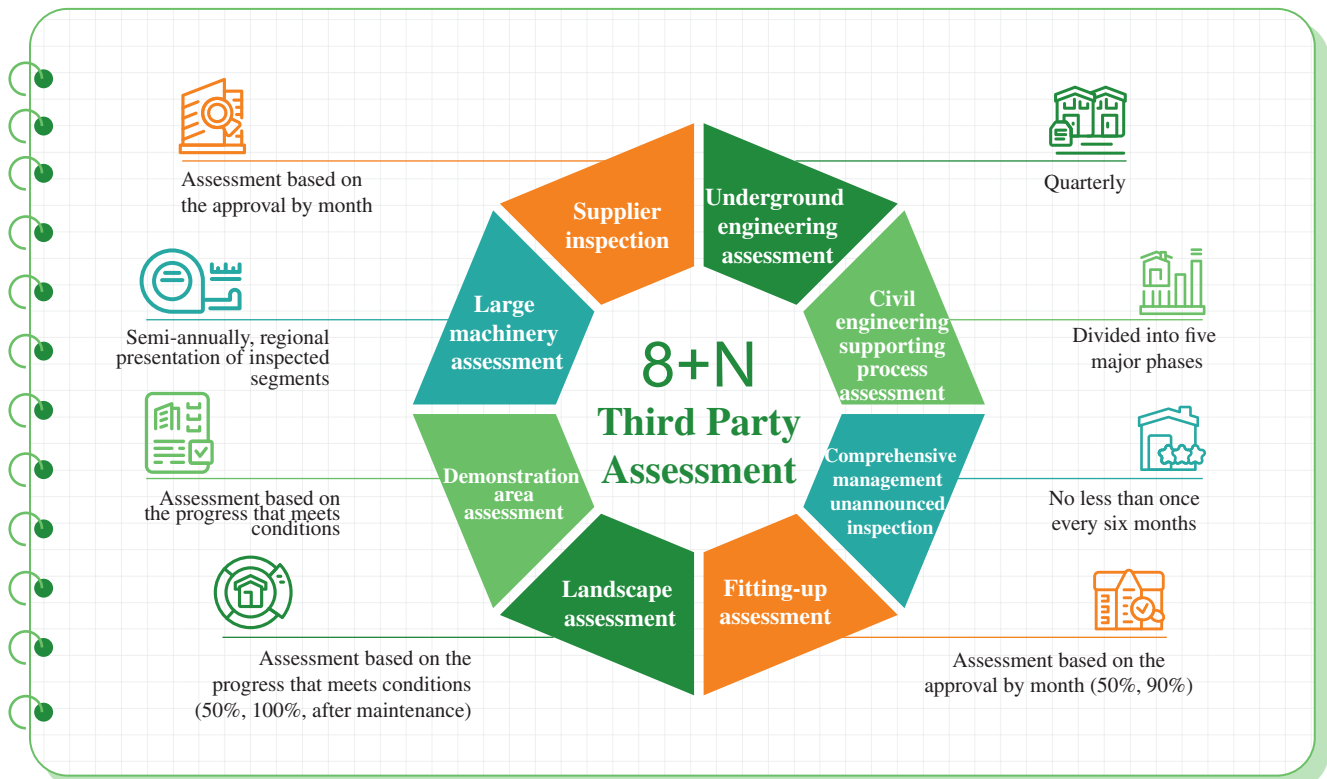 8+N
Third Party
Assessment
Supplier
inspection
Assessment based on
the approval by month
Underground
engineering
assessment
Quarterly
Large
machinery
assessment
Semi-annually, regional
presentation of inspected
segments
Civil
engineering
supporting
process
assessment
Divided into five
major phases
Demonstration
area
assessment
Assessment based on
the progress that meets
conditions
Comprehensive
management
unannounced
inspection
No less than once
every six months
Landscape
assessment
Assessment based on the
progress that meets conditions
(50%, 100%, after maintenance)
Fitting-up
assessment
Assessment based on the
approval by month (50%, 90%)